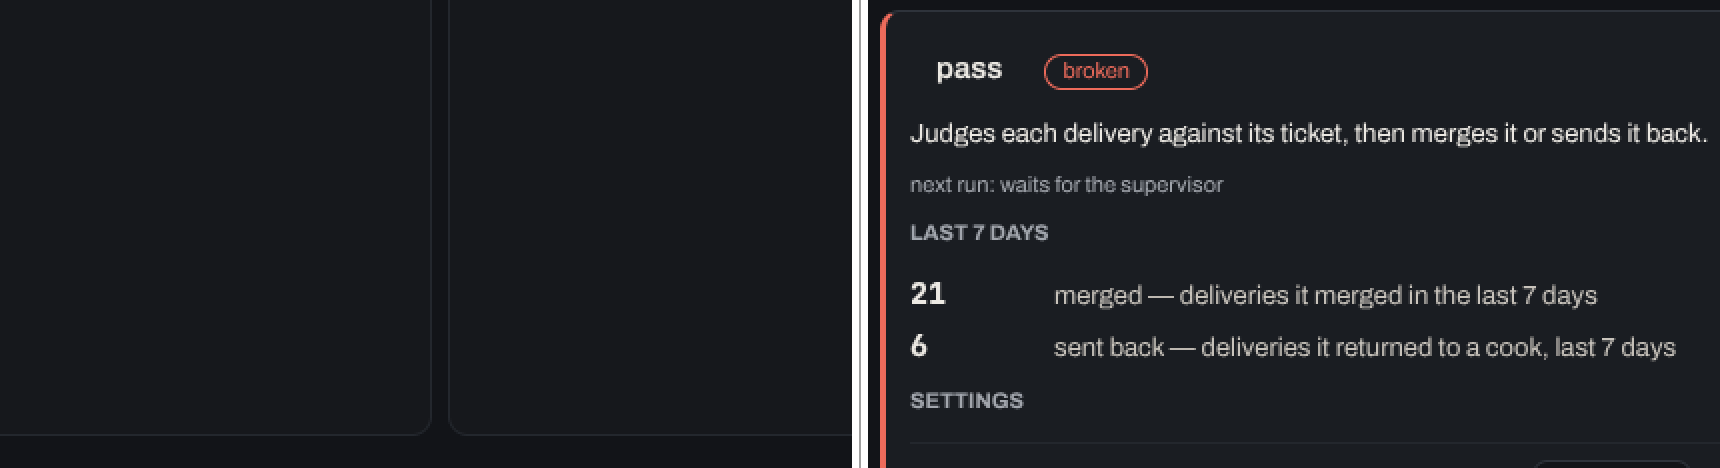 pass broken
Judges each delivery against its ticket, then merges it or sends it back.
next run: waits for the supervisor
LAST 7 DAYS
21 merged — deliveries it merged in the last 7 days
6 sent back — deliveries it returned to a cook, last 7 days
SETTINGS